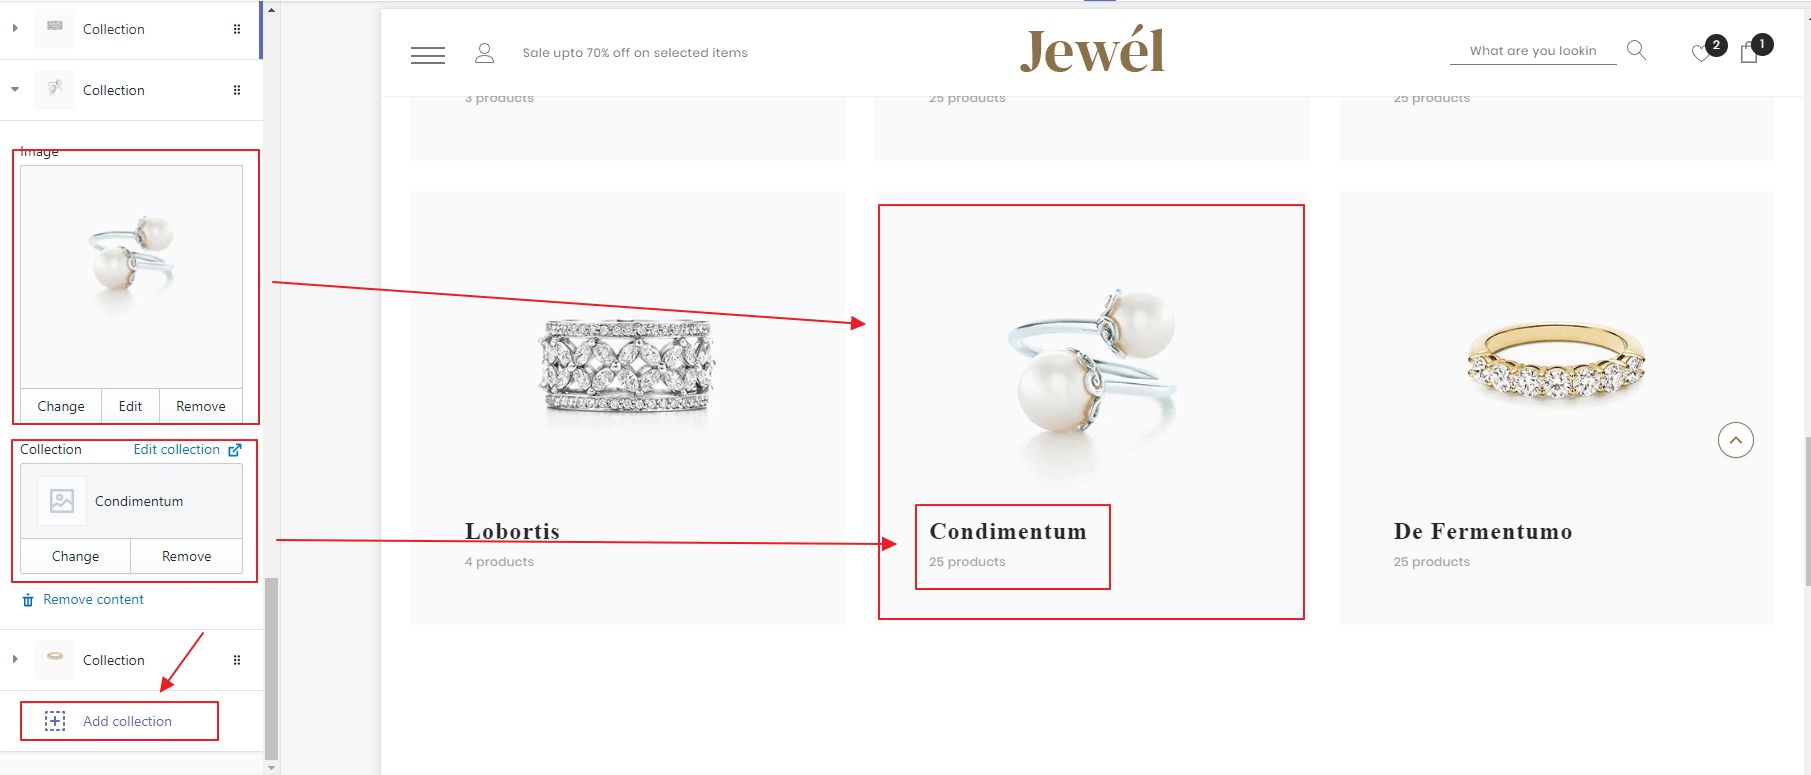 Collection
Collection
Image
Change Edit Remove
Collection Edit collection
Condimentum
Change Remove
Remove content
Collection
Add collection
Sale upto 70% off on selected items
Jewél
What are you lookin
2
1
3 products
25 products
25 products
Lobortis
4 products
Condimentum
25 products
De Fermentumo
25 products